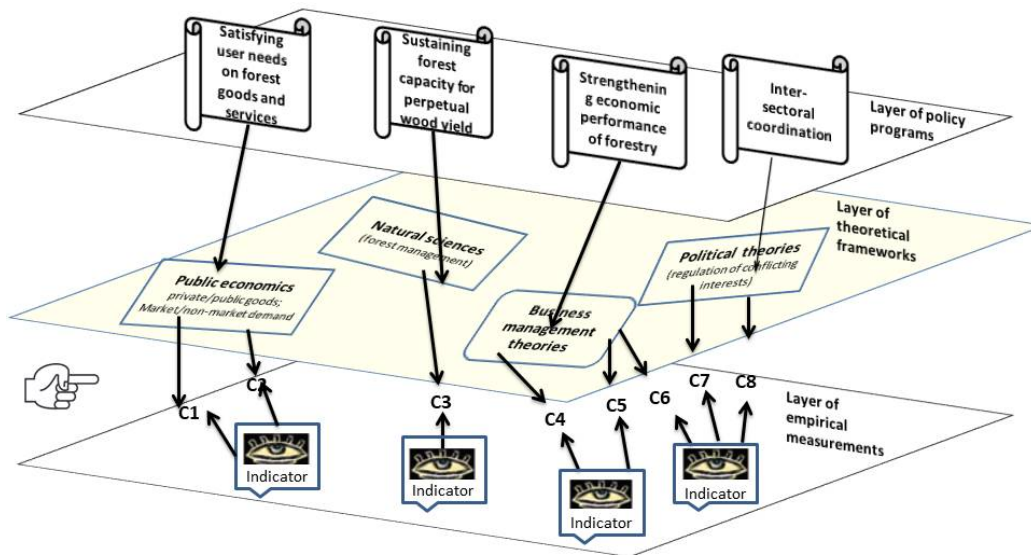 Satisfying
user needs
on forest
goods and
services
Sustaining
forest
capacity for
perpetual
wood yield
Strengthenin
g economic
performance
of forestry
Inter-
sectoral
coordination
Layer of policy
programs
Layer of
theoretical
frameworks
Natural sciences
(forest management)
Political theories
(regulation of conflicting
interests)
Public economics
private/public goods;
Market/non-market demand
Business
management
theories
C1
C2
C3
C4
C5
C6
C7
C8
Layer of
empirical
measurements
Indicator
Indicator
Indicator
Indicator